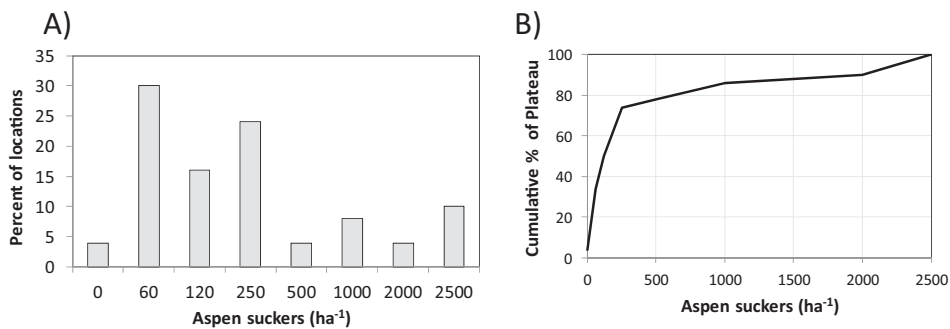 A)
35
30
25
20
15
10
5
0
Percent of locations
0 60 120 250 500 1000 2000 2500
Aspen suckers (ha-1)
B)
100
80
60
40
20
0
Cumulative % of Plateau
0 500 1000 1500 2000 2500
Aspen suckers (ha-1)